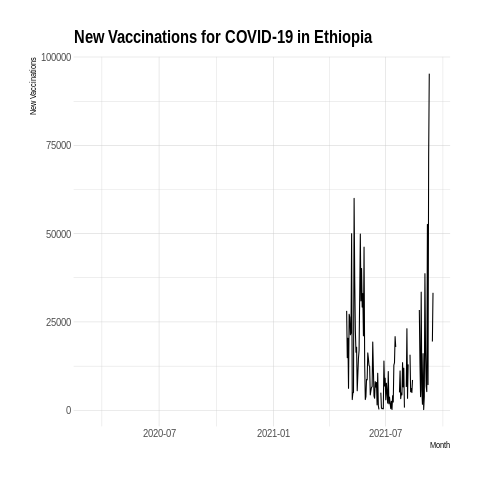 New Vaccinations for COVID-19 in Ethiopia
New Vaccinations
100000
75000
50000
25000
0
2020-07 2021-01 2021-07
Month